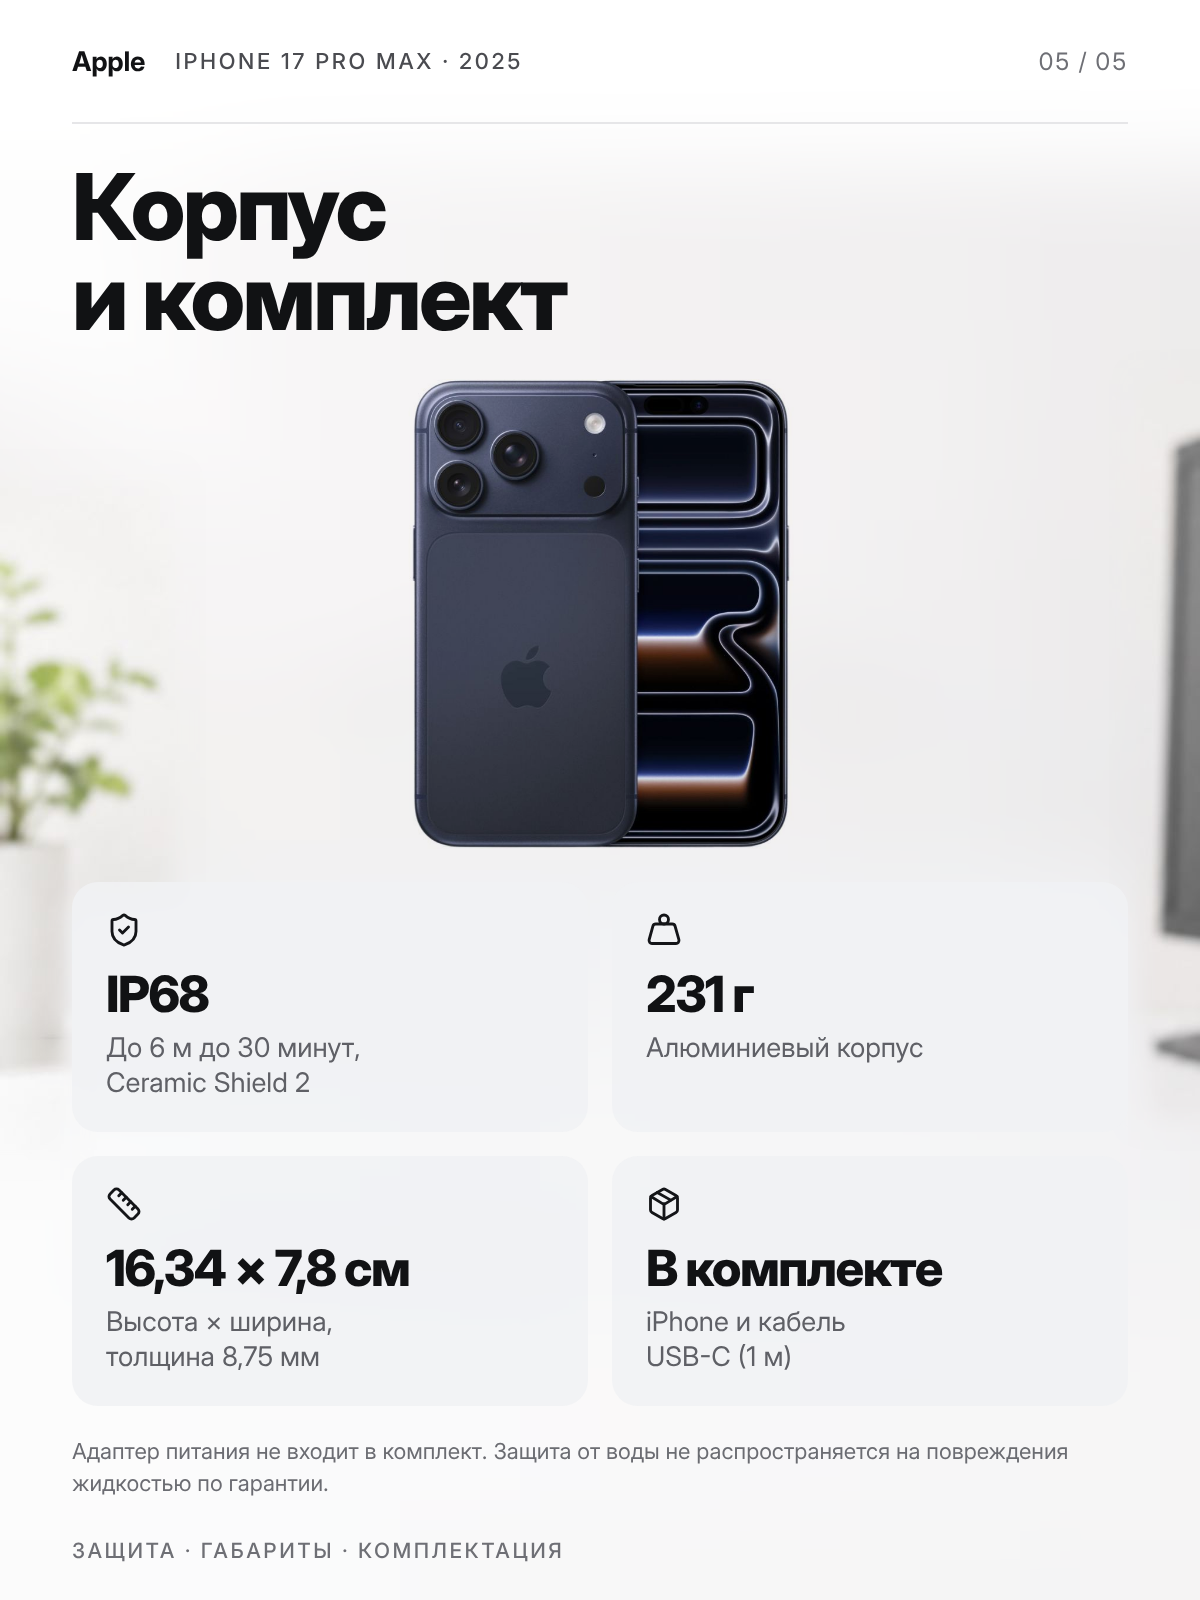 Apple IPHONE 17 PRO MAX · 2025 05 / 05
Корпус
и комплект
IP68
До 6 м до 30 минут,
Ceramic Shield 2
231 г
Алюминиевый корпус
16,34 × 7,8 см
Высота × ширина,
толщина 8,75 мм
В комплекте
iPhone и кабель
USB-C (1 м)
Адаптер питания не входит в комплект. Защита от воды не распространяется на повреждения
жидкостью по гарантии.
ЗАЩИТА · ГАБАРИТЫ · КОМПЛЕКТАЦИЯ